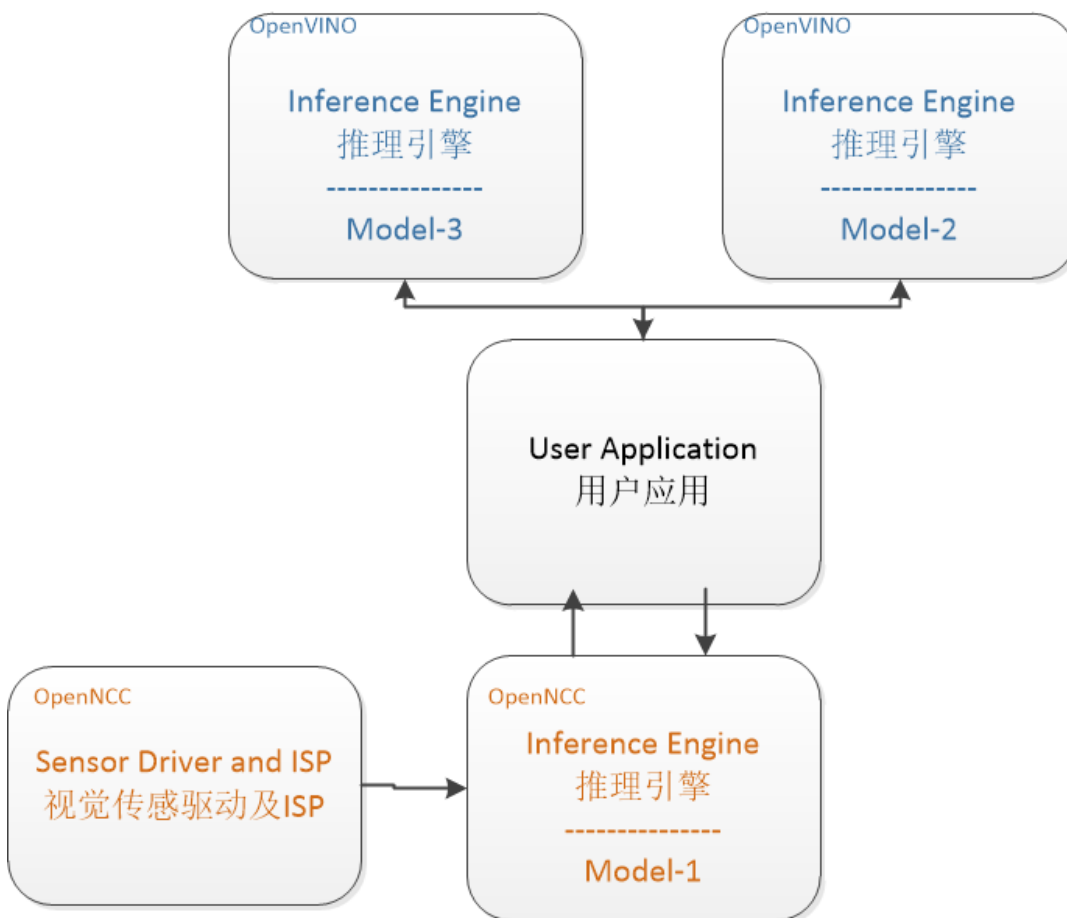 OpenVINO
Inference Engine
推理引擎
---------------
Model-3
OpenVINO
Inference Engine
推理引擎
---------------
Model-2
User Application
用户应用
OpenNCC
Sensor Driver and ISP
视觉传感驱动及ISP
OpenNCC
Inference Engine
推理引擎
---------------
Model-1